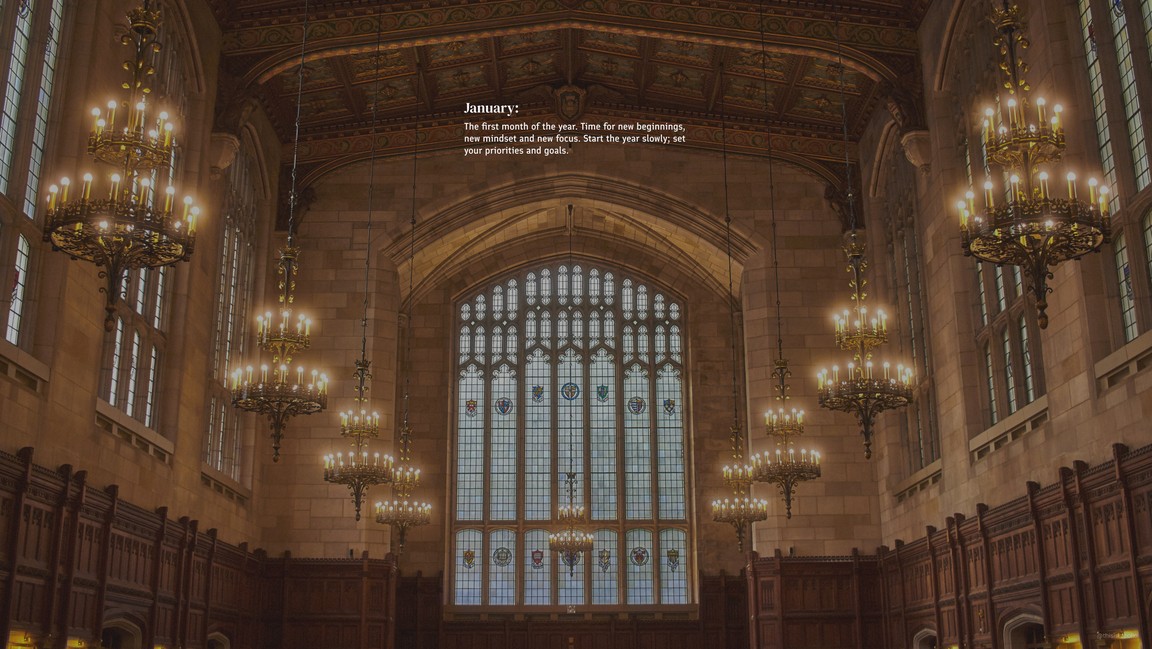 January:
The first month of the year. Time for new beginnings,
new mindset and new focus. Start the year slowly; set
your priorities and goals.